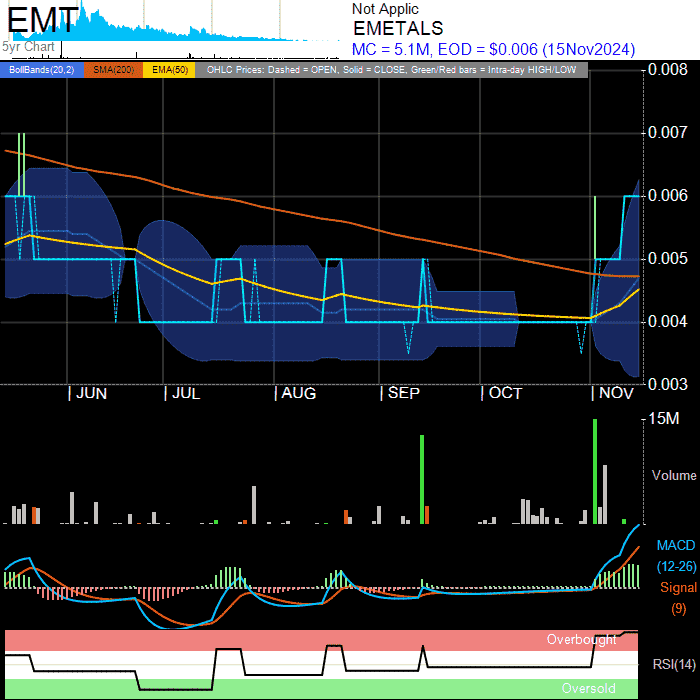 EMT
5yr Chart
Not Applic
EMETALS
MC = 5.1M, EOD = $0.006 (15Nov2024)
BollBands(20,2) SMA(200) EMA(50) OHLC Prices: Dashed = OPEN, Solid = CLOSE, Green/Red bars = Intra-day HIGH/LOW
0.008
0.007
0.006
0.005
0.004
0.003
JUN JUL AUG SEP OCT NOV
15M
Volume
MACD
(12-26)
Signal
(9)
Overbought
RSI(14)
Oversold